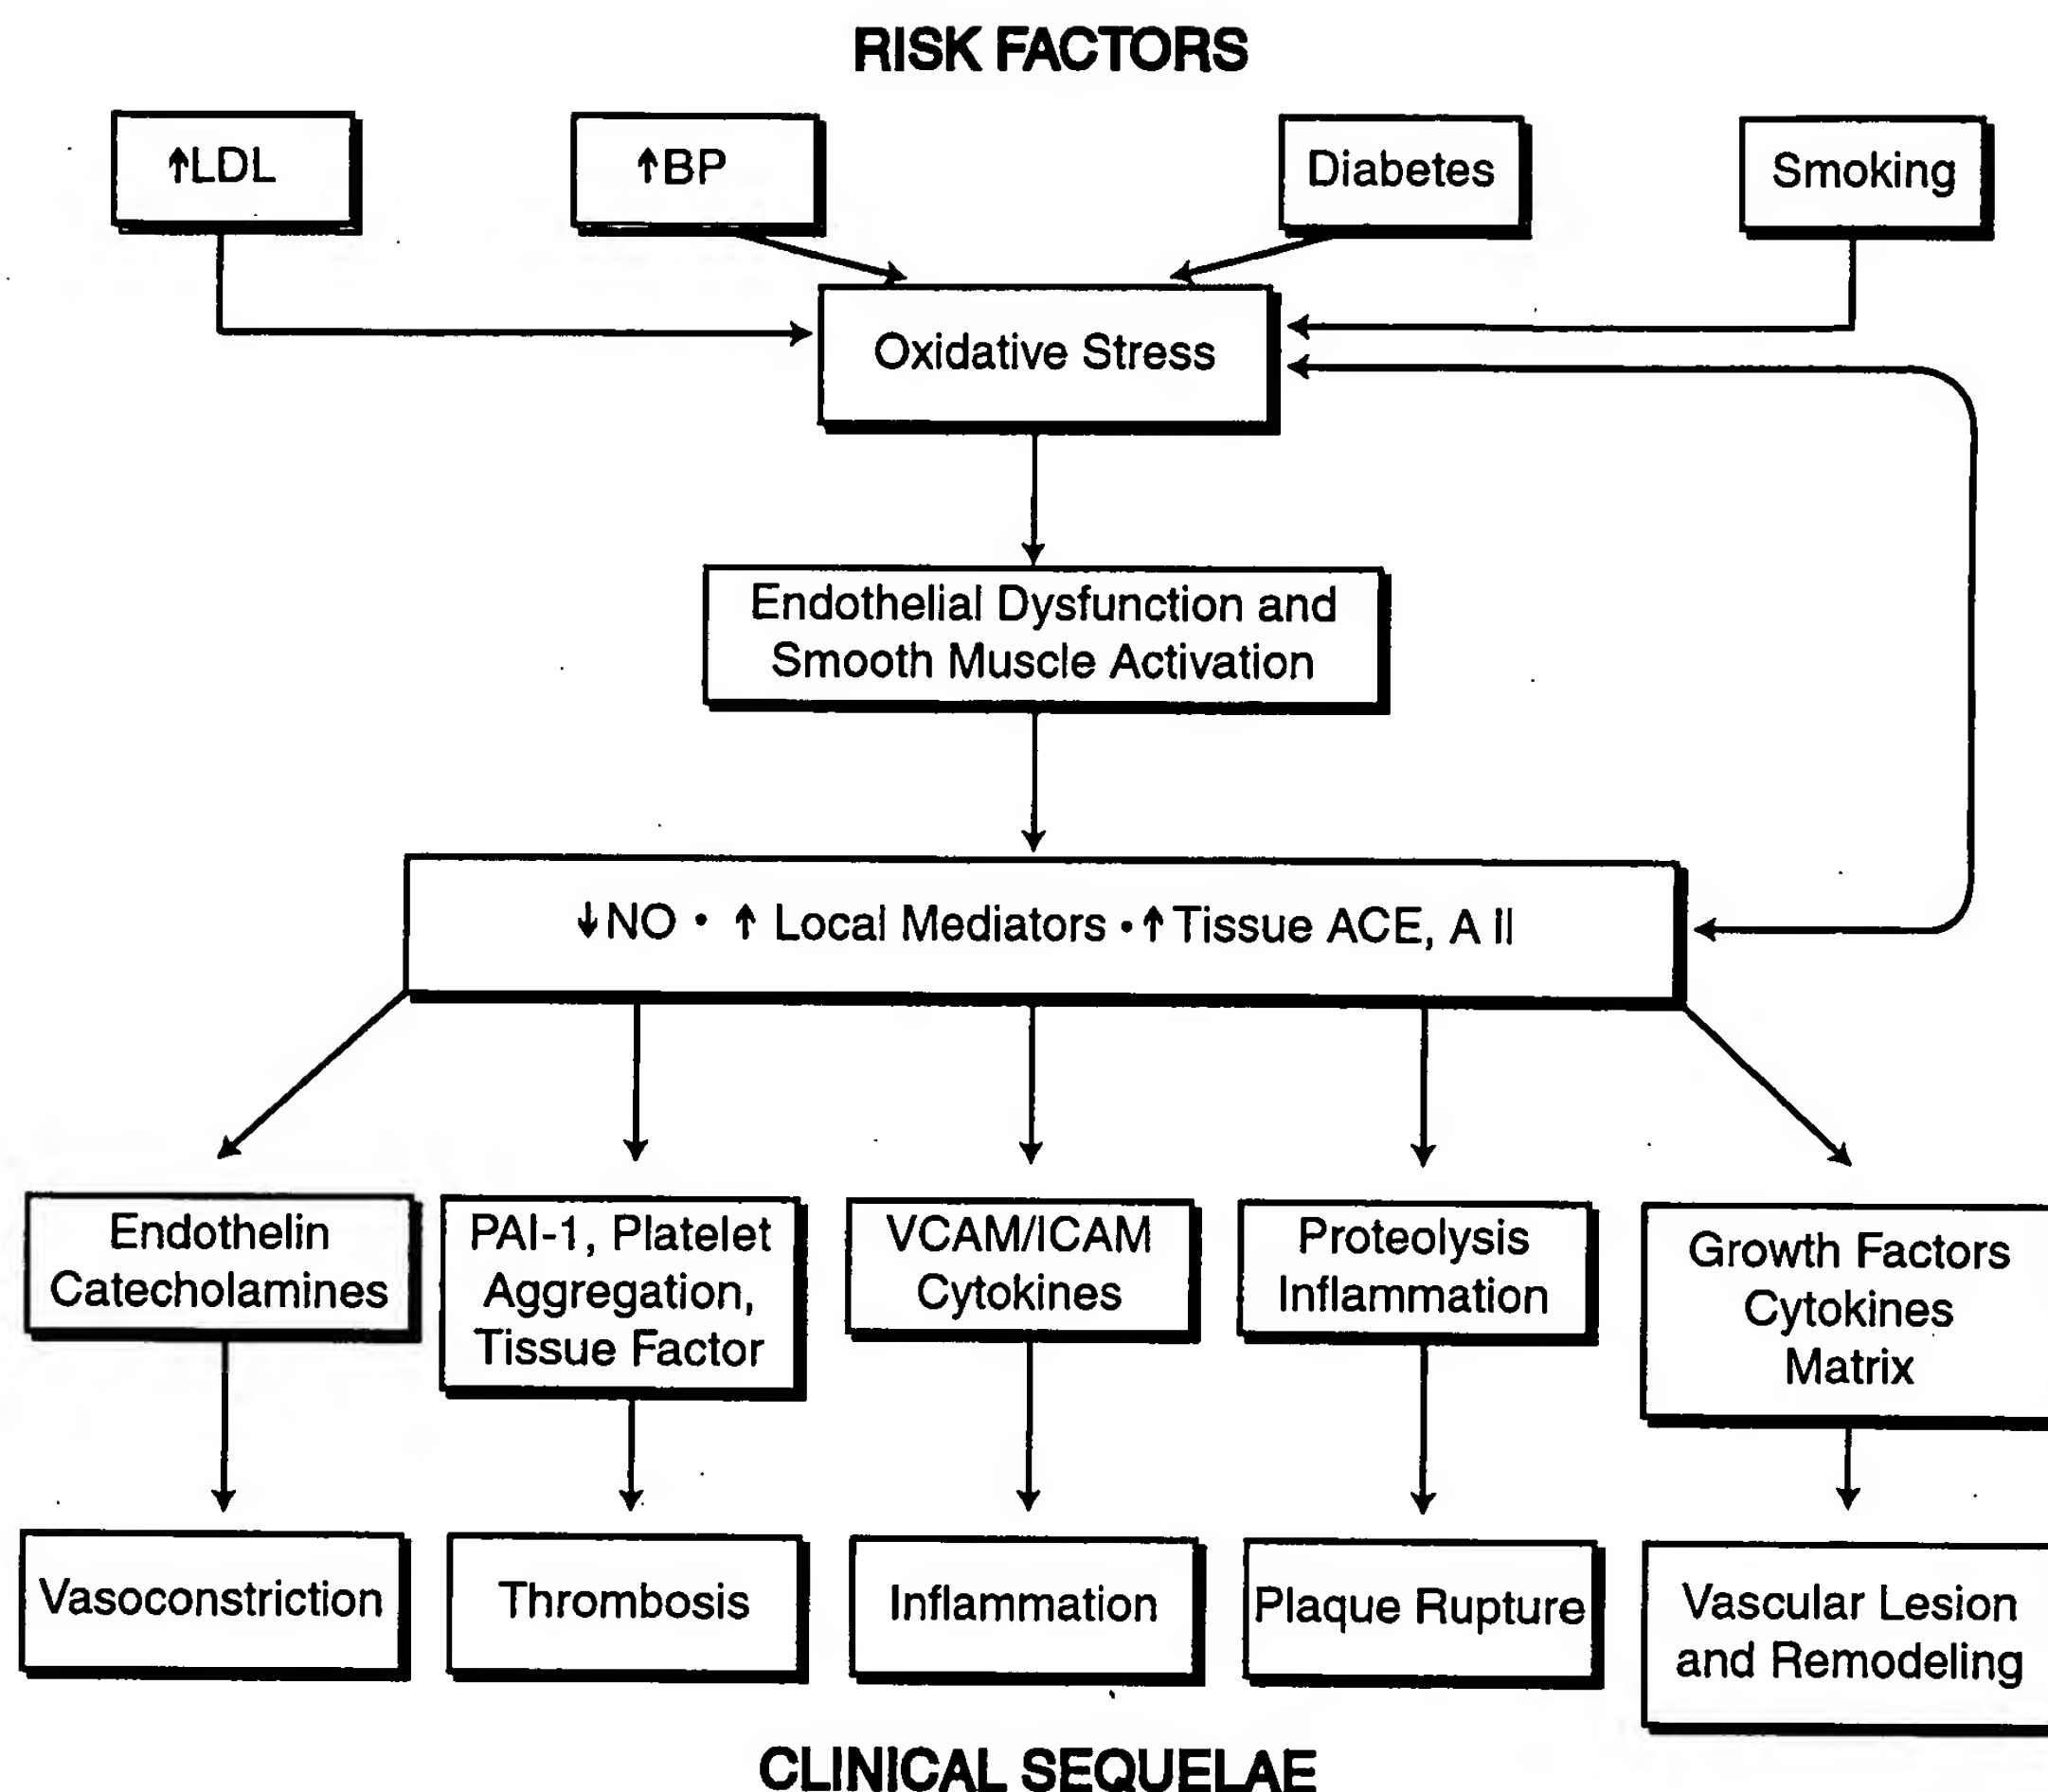 RISK FACTORS
↑LDL
↑BP
Diabetes
Smoking
Oxidative Stress
Endothelial Dysfunction and
Smooth Muscle Activation
↓NO • ↑ Local Mediators • ↑ Tissue ACE, A II
Endothelin
Catecholamines
PAI-1, Platelet
Aggregation,
Tissue Factor
VCAM/ICAM
Cytokines
Proteolysis
Inflammation
Growth Factors
Cytokines
Matrix
Vasoconstriction
Thrombosis
Inflammation
Plaque Rupture
Vascular Lesion
and Remodeling
CLINICAL SEQUELAE